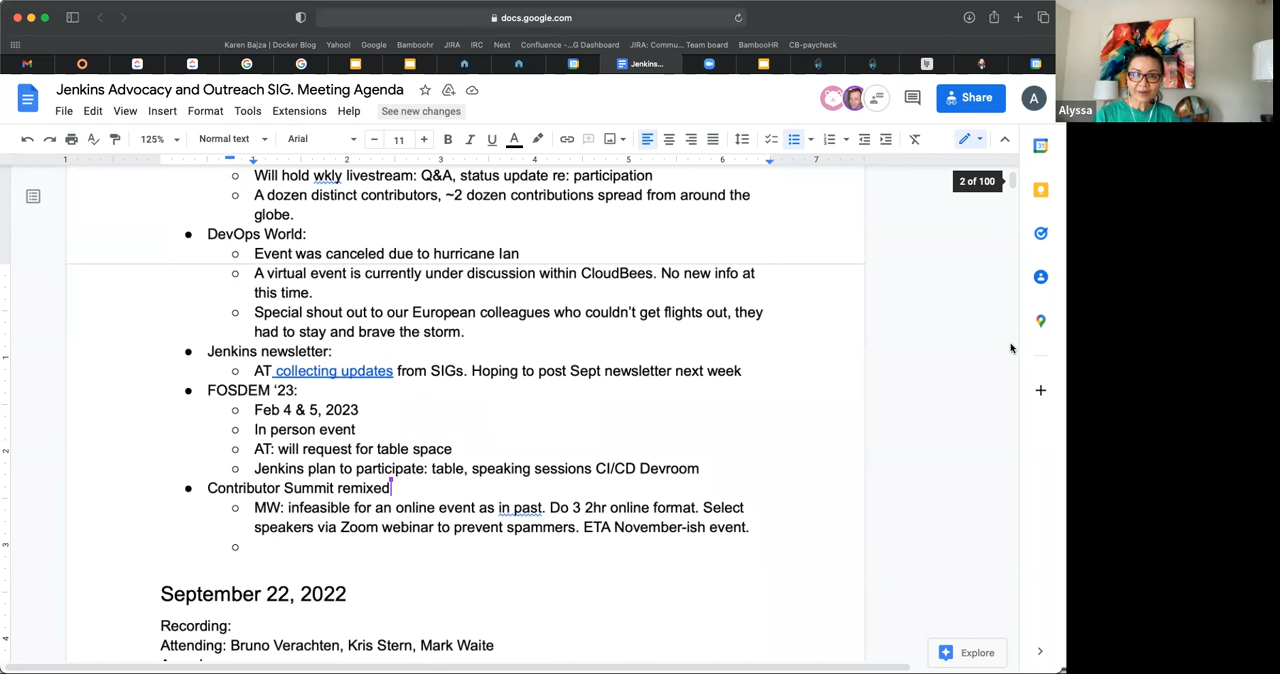 docs.google.com
Karen Bajza | Docker Blog Yahoo! Google Bamboohr JIRA IRC Next Confluence -...G Dashboard JIRA: Commu... Team board BambooHR CB-paycheck
Jenkins...
Jenkins Advocacy and Outreach SIG. Meeting Agenda
Share
A
Alyssa
File Edit View Insert Format Tools Extensions Help See new changes
125% Normal text Arial 11 B I U A
1 1 2 3 4 5 6 7
2 of 100
Will hold wkly livestream: Q&A, status update re: participation
A dozen distinct contributors, ~2 dozen contributions spread from around the
globe.
DevOps World:
Event was canceled due to hurricane Ian
A virtual event is currently under discussion within CloudBees. No new info at
this time.
Special shout out to our European colleagues who couldn't get flights out, they
had to stay and brave the storm.
Jenkins newsletter:
AT collecting updates from SIGs. Hoping to post Sept newsletter next week
FOSDEM '23:
Feb 4 & 5, 2023
In person event
AT: will request for table space
Jenkins plan to participate: table, speaking sessions CI/CD Devroom
Contributor Summit remixed
MW: infeasible for an online event as in past. Do 3 2hr online format. Select
speakers via Zoom webinar to prevent spammers. ETA November-ish event.
September 22, 2022
Recording:
Attending: Bruno Verachten, Kris Stern, Mark Waite
Explore